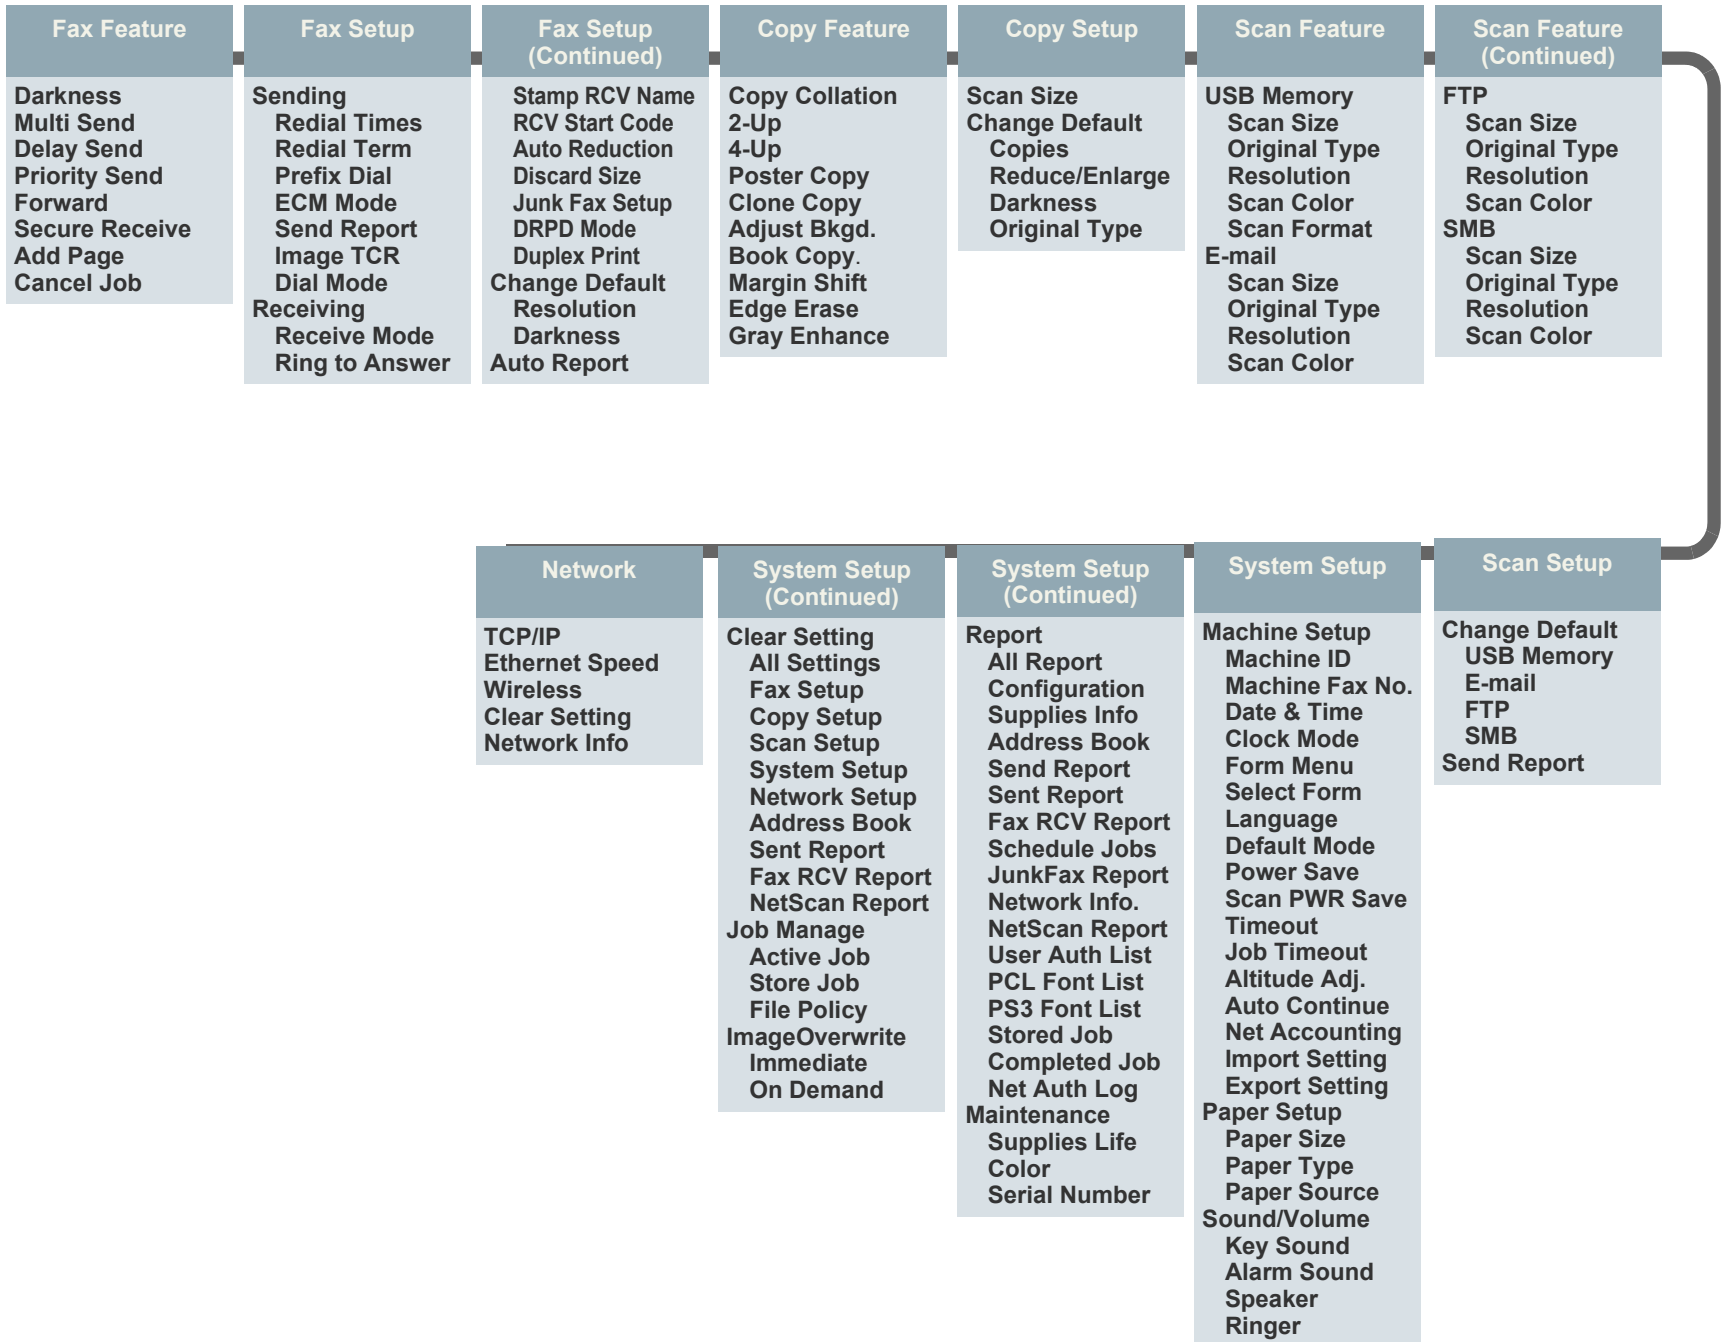 Fax Feature
Darkness
Multi Send
Delay Send
Priority Send
Forward
Secure Receive
Add Page
Cancel Job
Fax Setup
Sending
Redial Times
Redial Term
Prefix Dial
ECM Mode
Send Report
Image TCR
Dial Mode
Receiving
Receive Mode
Ring to Answer
Fax Setup
(Continued)
Stamp RCV Name
RCV Start Code
Auto Reduction
Discard Size
Junk Fax Setup
DRPD Mode
Duplex Print
Change Default
Resolution
Darkness
Auto Report
Copy Feature
Copy Collation
2-Up
4-Up
Poster Copy
Clone Copy
Adjust Bkgd.
Book Copy.
Margin Shift
Edge Erase
Gray Enhance
Copy Setup
Scan Size
Change Default
Copies
Reduce/Enlarge
Darkness
Original Type
Scan Feature
USB Memory
Scan Size
Original Type
Resolution
Scan Color
Scan Format
E-mail
Scan Size
Original Type
Resolution
Scan Color
Scan Feature
(Continued)
FTP
Scan Size
Original Type
Resolution
Scan Color
SMB
Scan Size
Original Type
Resolution
Scan Color
Network
TCP/IP
Ethernet Speed
Wireless
Clear Setting
Network Info
System Setup
(Continued)
Clear Setting
All Settings
Fax Setup
Copy Setup
Scan Setup
System Setup
Network Setup
Address Book
Sent Report
Fax RCV Report
NetScan Report
Job Manage
Active Job
Store Job
File Policy
ImageOverwrite
Immediate
On Demand
System Setup
(Continued)
Report
All Report
Configuration
Supplies Info
Address Book
Send Report
Sent Report
Fax RCV Report
Schedule Jobs
JunkFax Report
Network Info.
NetScan Report
User Auth List
PCL Font List
PS3 Font List
Stored Job
Completed Job
Net Auth Log
Maintenance
Supplies Life
Color
Serial Number
System Setup
Machine Setup
Machine ID
Machine Fax No.
Date & Time
Clock Mode
Form Menu
Select Form
Language
Default Mode
Power Save
Scan PWR Save
Timeout
Job Timeout
Altitude Adj.
Auto Continue
Net Accounting
Import Setting
Export Setting
Paper Setup
Paper Size
Paper Type
Paper Source
Sound/Volume
Key Sound
Alarm Sound
Speaker
Ringer
Scan Setup
Change Default
USB Memory
E-mail
FTP
SMB
Send Report